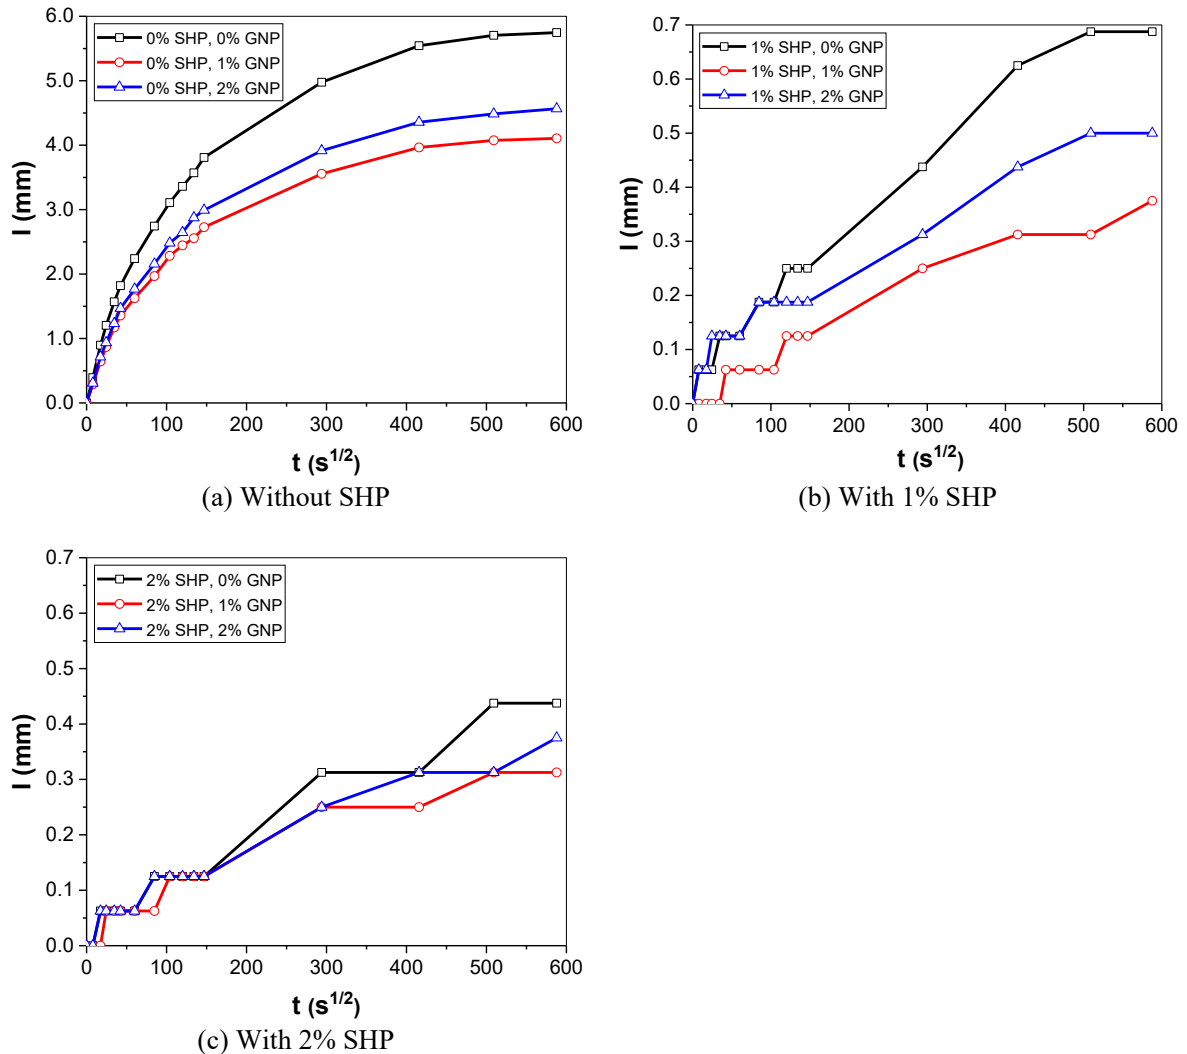 6.0
5.0
4.0
3.0
2.0
1.0
0.0
I (mm)
0% SHP, 0% GNP
0% SHP, 1% GNP
0% SHP, 2% GNP
0 100 200 300 400 500 600
t (s^{1/2})
(a) Without SHP
0.7
0.6
0.5
0.4
0.3
0.2
0.1
0.0
I (mm)
1% SHP, 0% GNP
1% SHP, 1% GNP
1% SHP, 2% GNP
0 100 200 300 400 500 600
t (s^{1/2})
(b) With 1% SHP
0.7
0.6
0.5
0.4
0.3
0.2
0.1
0.0
I (mm)
2% SHP, 0% GNP
2% SHP, 1% GNP
2% SHP, 2% GNP
0 100 200 300 400 500 600
t (s^{1/2})
(c) With 2% SHP